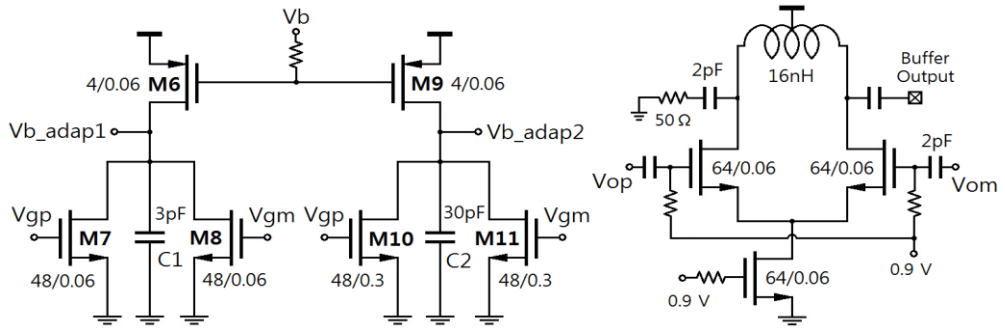 Vb
M6
M9
4/0.06
4/0.06
Vb_adap1
Vb_adap2
Vgp
3pF
Vgm
Vgp
30pF
Vgm
M7
M8
M10
M11
C1
C2
48/0.06
48/0.06
48/0.3
48/0.3
16nH
2pF
Buffer
Output
50 Ω
2pF
Vop
64/0.06
64/0.06
Vom
64/0.06
0.9 V
0.9 V